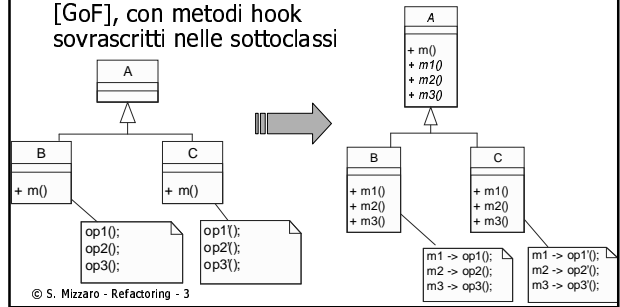 [GoF], con metodi hook
sovrascritti nelle sottoclassi
A
B
+ m()
C
+ m()
op1();
op2();
op3();
op1'();
op2'();
op3'();
A
+ m()
+ m1()
+ m2()
+ m3()
B
+ m1()
+ m2()
+ m3()
C
+ m1()
+ m2()
+ m3()
m1 -> op1();
m2 -> op2();
m3 -> op3();
m1 -> op1'();
m2 -> op2'();
m3 -> op3'();
© S. Mizzaro - Refactoring - 3